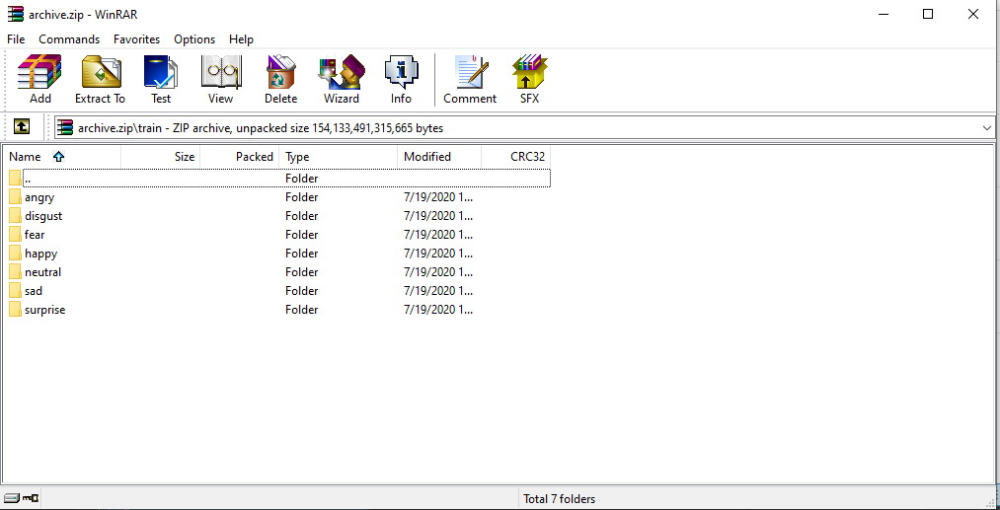 archive.zip - WinRAR
File Commands Favorites Options Help
Add Extract To Test View Delete Wizard Info Comment SFX
archive.zip\train - ZIP archive, unpacked size 154,133,491,315,665 bytes
Name Size Packed Type Modified CRC32
.. Folder
angry Folder 7/19/2020 1...
disgust Folder 7/19/2020 1...
fear Folder 7/19/2020 1...
happy Folder 7/19/2020 1...
neutral Folder 7/19/2020 1...
sad Folder 7/19/2020 1...
surprise Folder 7/19/2020 1...
Total 7 folders